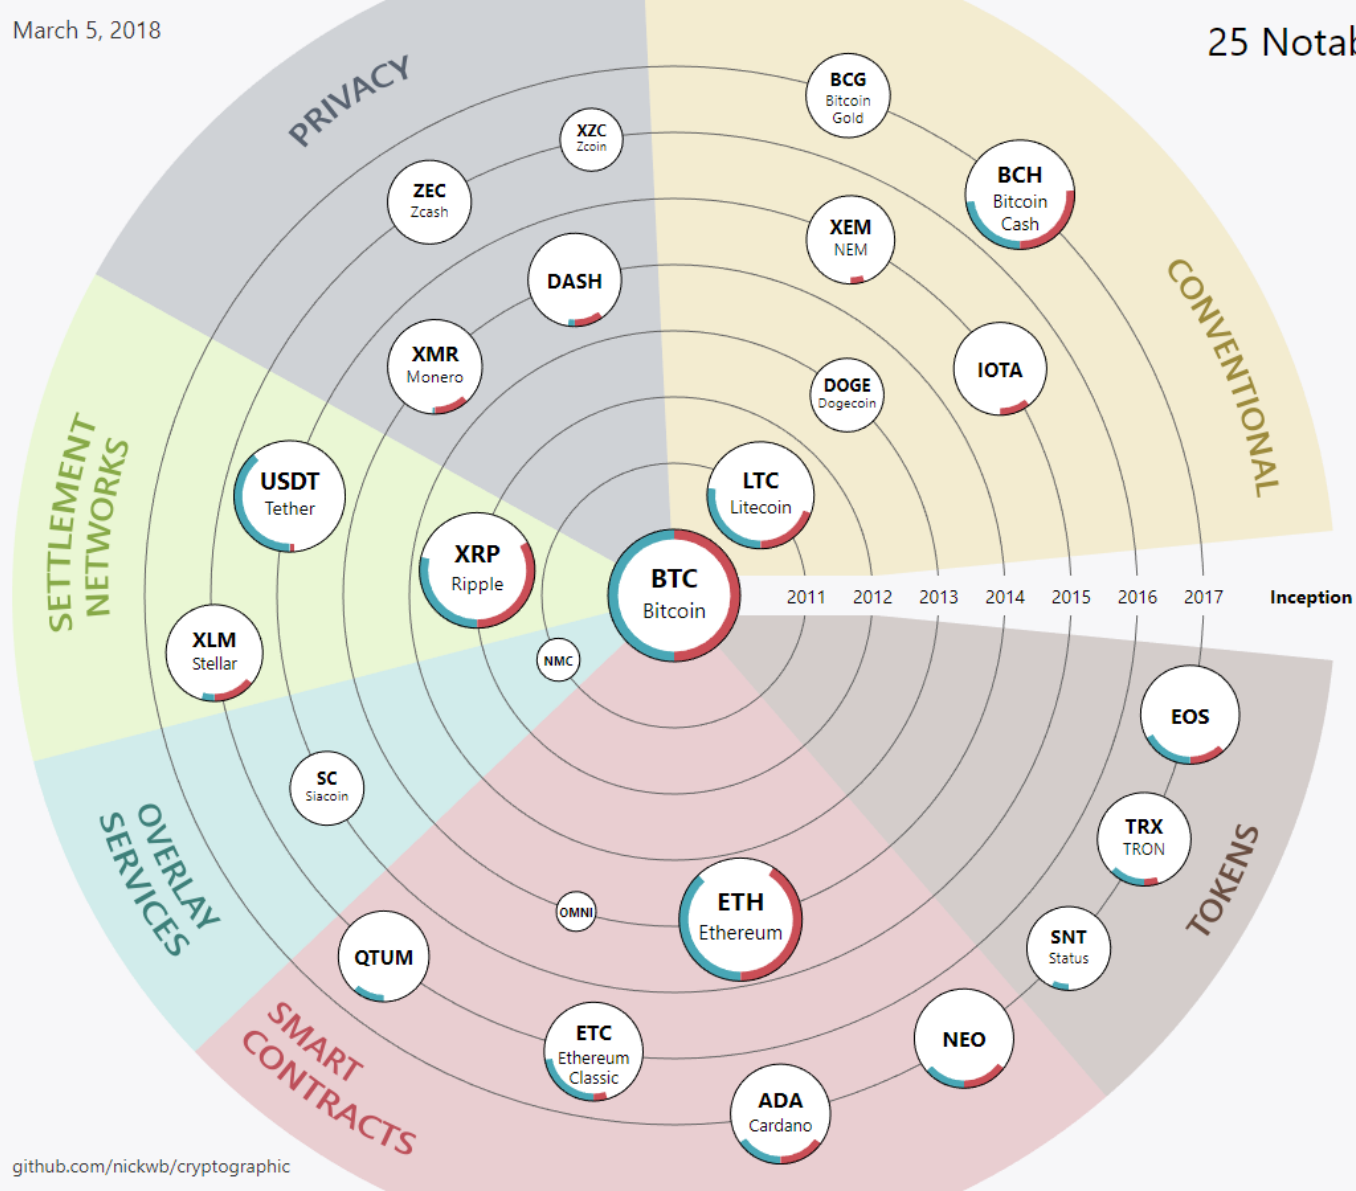 March 5, 2018
25 Notab
PRIVACY
CONVENTIONAL
SETTLEMENT
NETWORKS
OVERLAY
SERVICES
SMART
CONTRACTS
TOKENS
BCG
Bitcoin
Gold
XZC
Zcoin
BCH
Bitcoin
Cash
ZEC
Zcash
XEM
NEM
DASH
XMR
Monero
IOTA
DOGE
Dogecoin
USDT
Tether
LTC
Litecoin
XRP
Ripple
BTC
Bitcoin
2011 2012 2013 2014 2015 2016 2017 Inception
XLM
Stellar
NMC
EOS
SC
Siacoin
TRX
TRON
ETH
Ethereum
OMNI
SNT
Status
QTUM
ETC
Ethereum
Classic
NEO
ADA
Cardano
github.com/nickwb/cryptographic